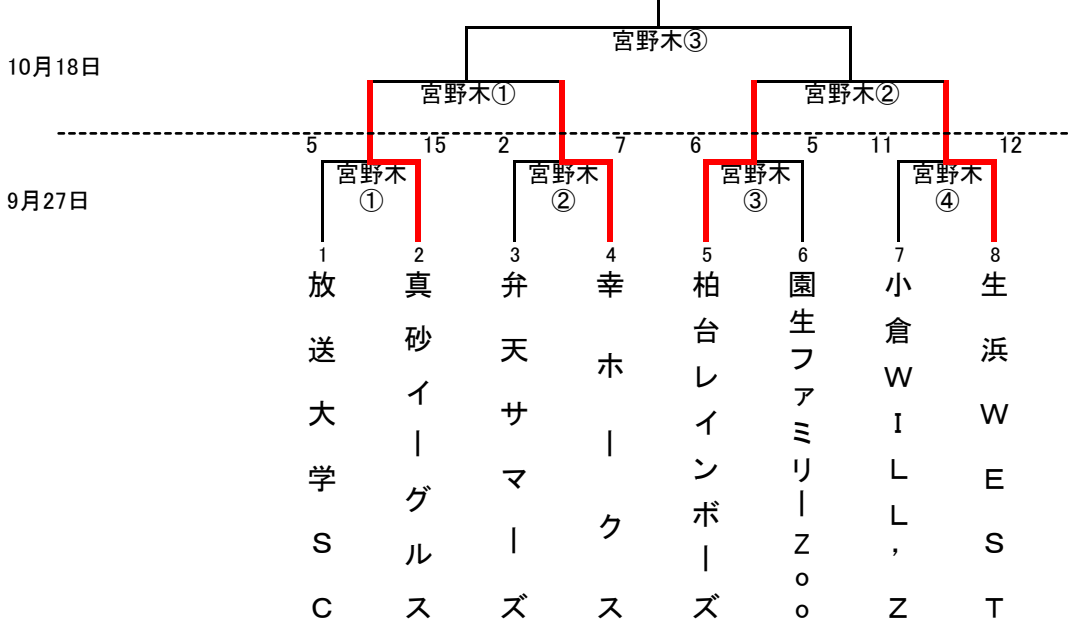 宮野木③
10月18日
宮野木① 宮野木②
5 15 2 7 6 5 11 12
宮野木① 宮野木② 宮野木③ 宮野木④
9月27日
1 2 3 4 5 6 7 8
放送大学SC
真砂イーグルス
弁天サマーズ
幸ホークス
柏台レインボーズ
園生ファミリーZoo
小倉WILL,Z
生浜WEST